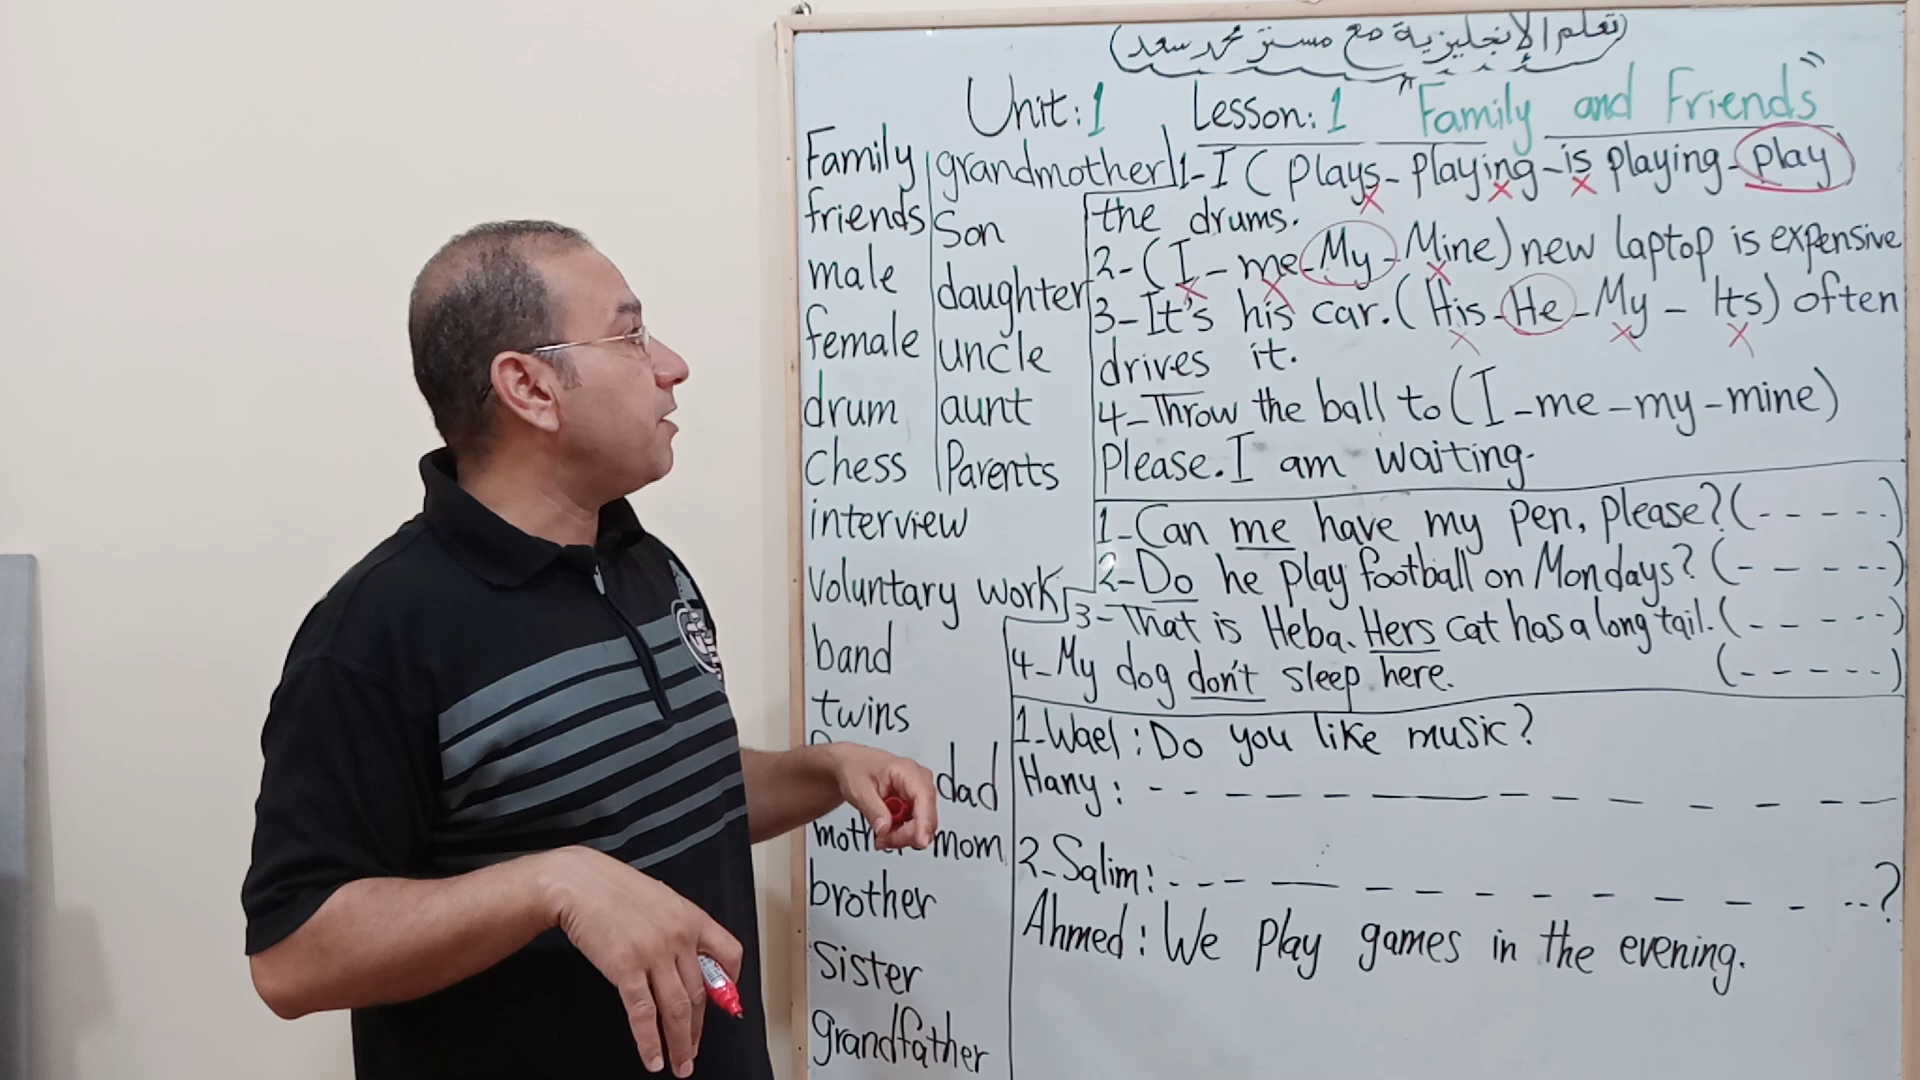 (تعلم الإنجليزية مع مستر محمد سعد)
Unit: 1 Lesson: 1 "Family and Friends"
Family
friends
male
female
drum
chess
interview
voluntary work
band
twins
dad
mother mom
brother
Sister
grandfather
grandmother
Son
daughter
uncle
aunt
Parents
1-I ( plays - playing - is playing - play
the drums.
2-(I - me - My - Mine) new laptop is expensive
3-It's his car. (His - He - My - Its) often
drives it.
4-Throw the ball to (I - me - my - mine)
Please. I am waiting.
1-Can me have my pen, please? (- - - - -)
2-Do he play football on Mondays? (- - - - -)
3-That is Heba. Hers cat has a long tail. (- - - - -)
4-My dog don't sleep here. (- - - - -)
1-Wael: Do you like music?
Hany: - - - - - - - - - - - -
2-Salim: - - - - - - - - - - - - ?
Ahmed: We play games in the evening.